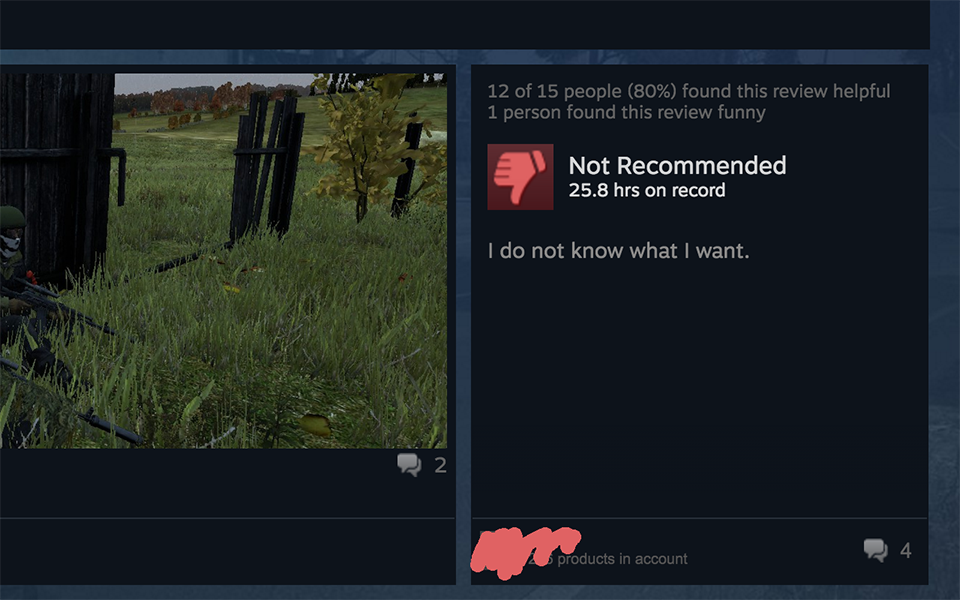 12 of 15 people (80%) found this review helpful
1 person found this review funny
Not Recommended
25.8 hrs on record
I do not know what I want.
2
products in account
4